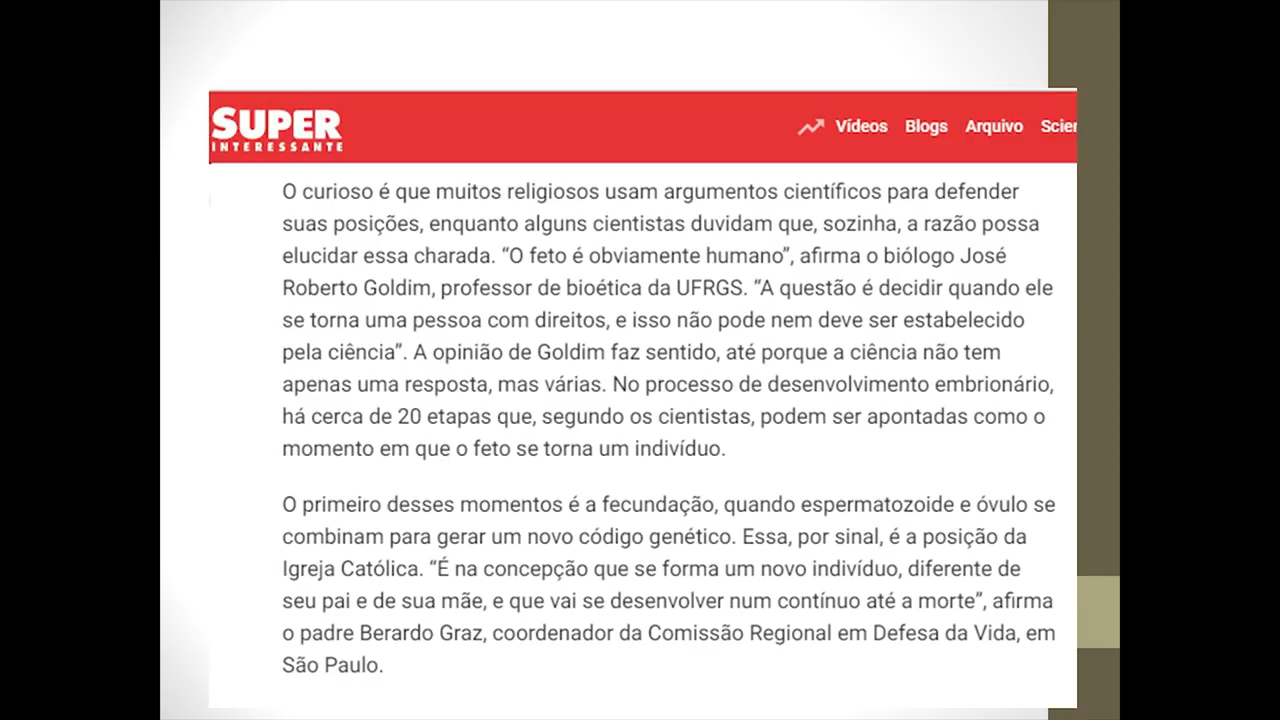 SUPER
INTERESSANTE
Vídeos Blogs Arquivo Scien
O curioso é que muitos religiosos usam argumentos científicos para defender
suas posições, enquanto alguns cientistas duvidam que, sozinha, a razão possa
elucidar essa charada. “O feto é obviamente humano”, afirma o biólogo José
Roberto Goldim, professor de bioética da UFRGS. “A questão é decidir quando ele
se torna uma pessoa com direitos, e isso não pode nem deve ser estabelecido
pela ciência”. A opinião de Goldim faz sentido, até porque a ciência não tem
apenas uma resposta, mas várias. No processo de desenvolvimento embrionário,
há cerca de 20 etapas que, segundo os cientistas, podem ser apontadas como o
momento em que o feto se torna um indivíduo.
O primeiro desses momentos é a fecundação, quando espermatozoide e óvulo se
combinam para gerar um novo código genético. Essa, por sinal, é a posição da
Igreja Católica. “É na concepção que se forma um novo indivíduo, diferente de
seu pai e de sua mãe, e que vai se desenvolver num contínuo até a morte”, afirma
o padre Berardo Graz, coordenador da Comissão Regional em Defesa da Vida, em
São Paulo.